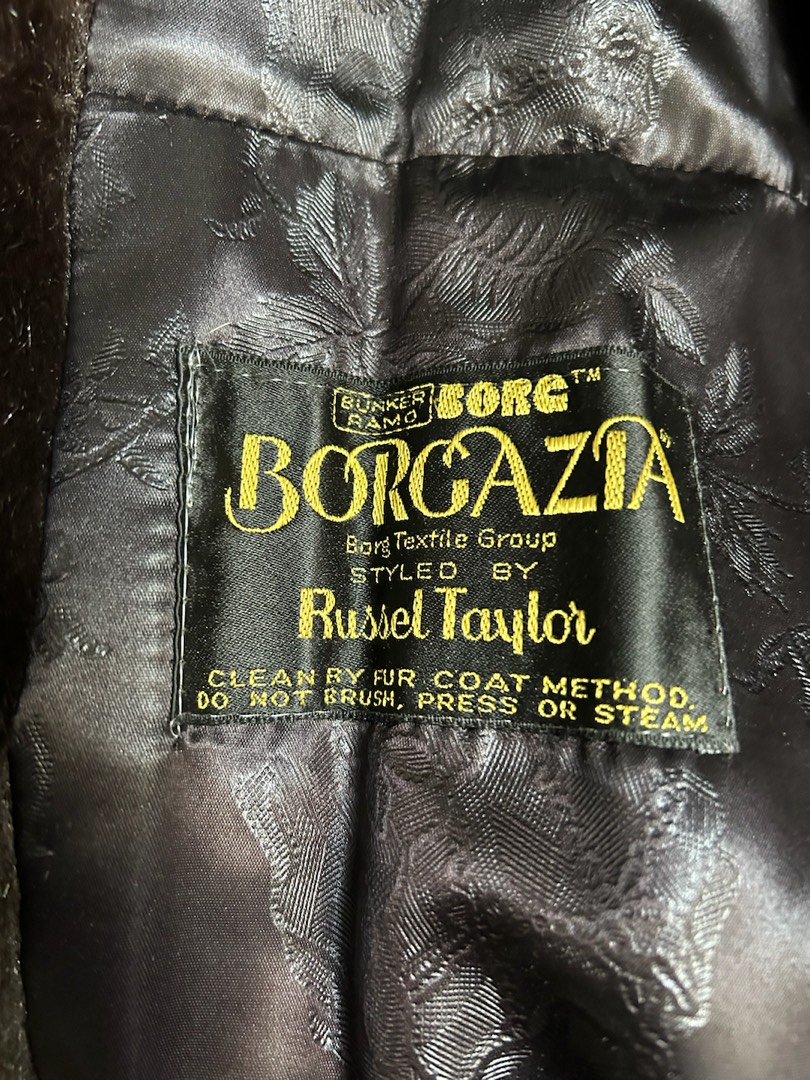 BUNKER RAMO BORG™
BORGAZIA®
Borg Textile Group
STYLED BY
Russel Taylor
CLEAN BY FUR COAT METHOD.
DO NOT BRUSH, PRESS OR STEAM